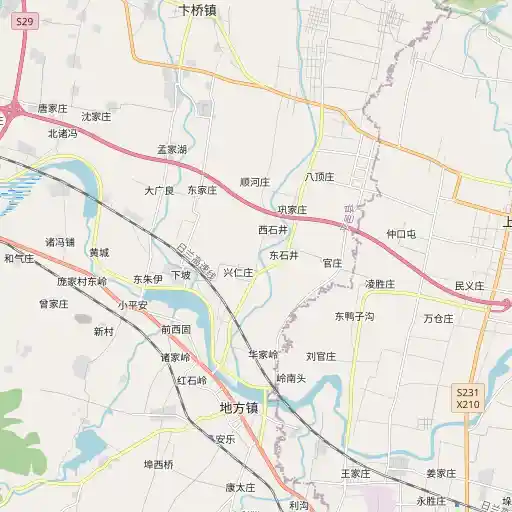 卞桥镇
S29
唐家庄
沈家庄
北诸冯
孟家湖
顺河庄
八顶庄
大广良
东家庄
巩家庄
西石井
仲口屯
诸冯铺
日兰高速线
黄城
和气庄
东石井
官庄
兴仁庄
下坡
东朱伊
庞家村东岭
凌胜庄
民义庄
曾家庄
小平安
东鸭子沟
万仓庄
新村
前西固
华家岭
刘官庄
诸家岭
红石岭
岭南头
S231
X210
地方镇
安乐
埠西桥
王家庄
姜家庄
康太庄
永胜庄
利沟